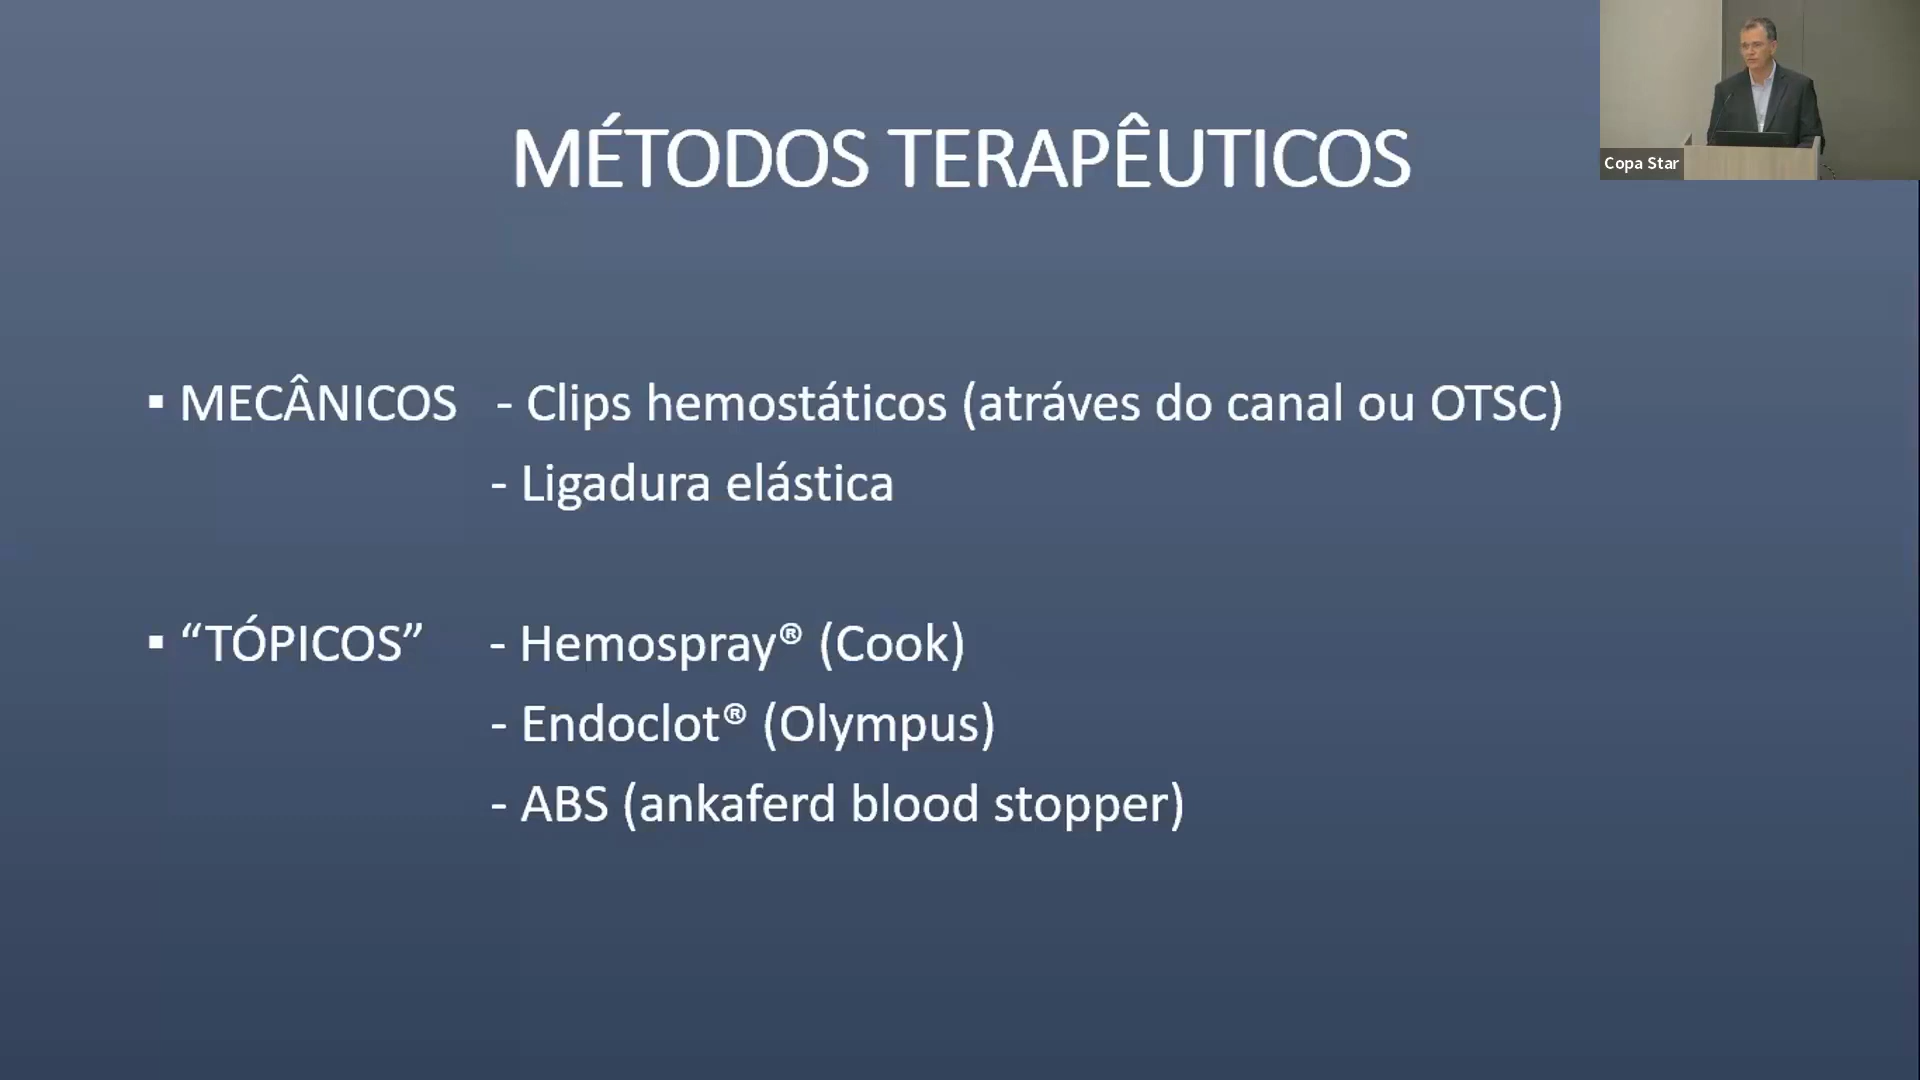 MÉTODOS TERAPÊUTICOS
Copa Star
▪ MECÂNICOS - Clips hemostáticos (atráves do canal ou OTSC)
- Ligadura elástica
▪ “TÓPICOS” - Hemospray® (Cook)
- Endoclot® (Olympus)
- ABS (ankaferd blood stopper)